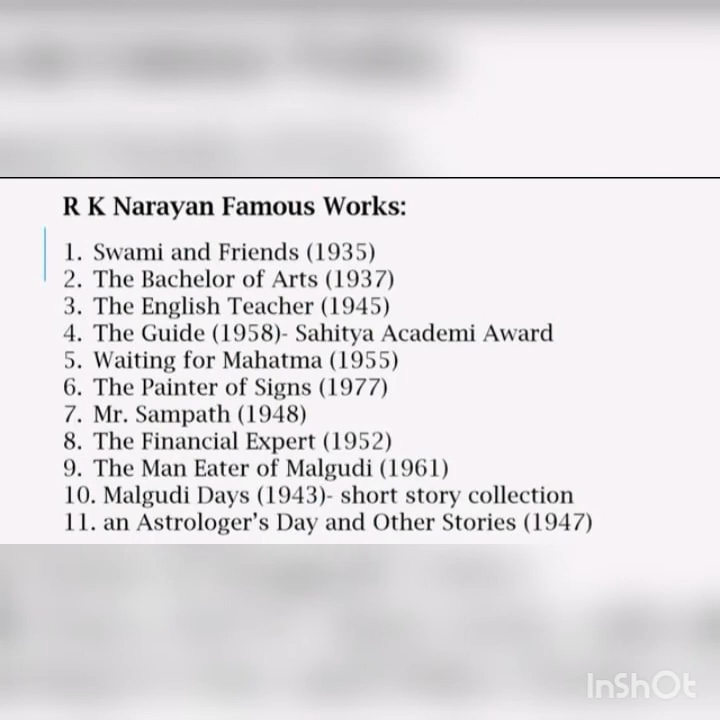 R K Narayan Famous Works:
1. Swami and Friends (1935)
2. The Bachelor of Arts (1937)
3. The English Teacher (1945)
4. The Guide (1958)- Sahitya Academi Award
5. Waiting for Mahatma (1955)
6. The Painter of Signs (1977)
7. Mr. Sampath (1948)
8. The Financial Expert (1952)
9. The Man Eater of Malgudi (1961)
10. Malgudi Days (1943)- short story collection
11. an Astrologer’s Day and Other Stories (1947)
InShOt